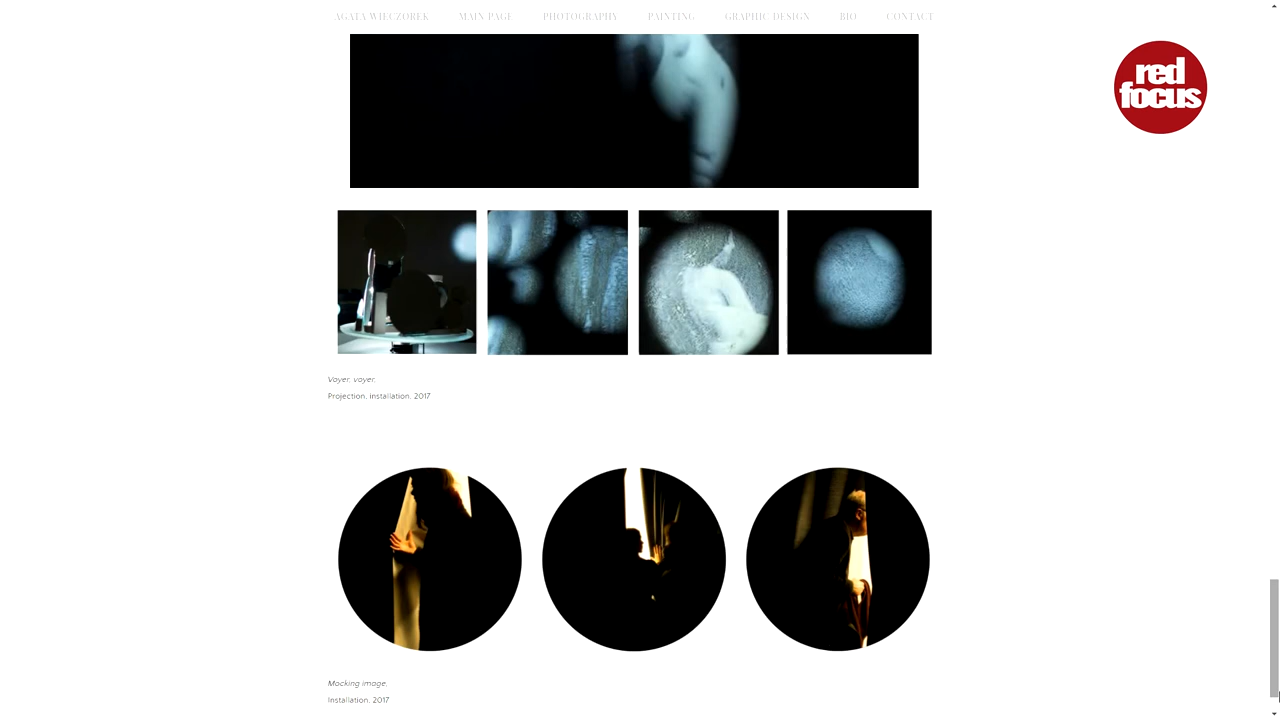 AGATA WIECZOREK MAIN PAGE PHOTOGRAPHY PAINTING GRAPHIC DESIGN BIO CONTACT
red
focus
Voyer. voyer.
Projection, installation, 2017
Mocking image.
Installation. 2017